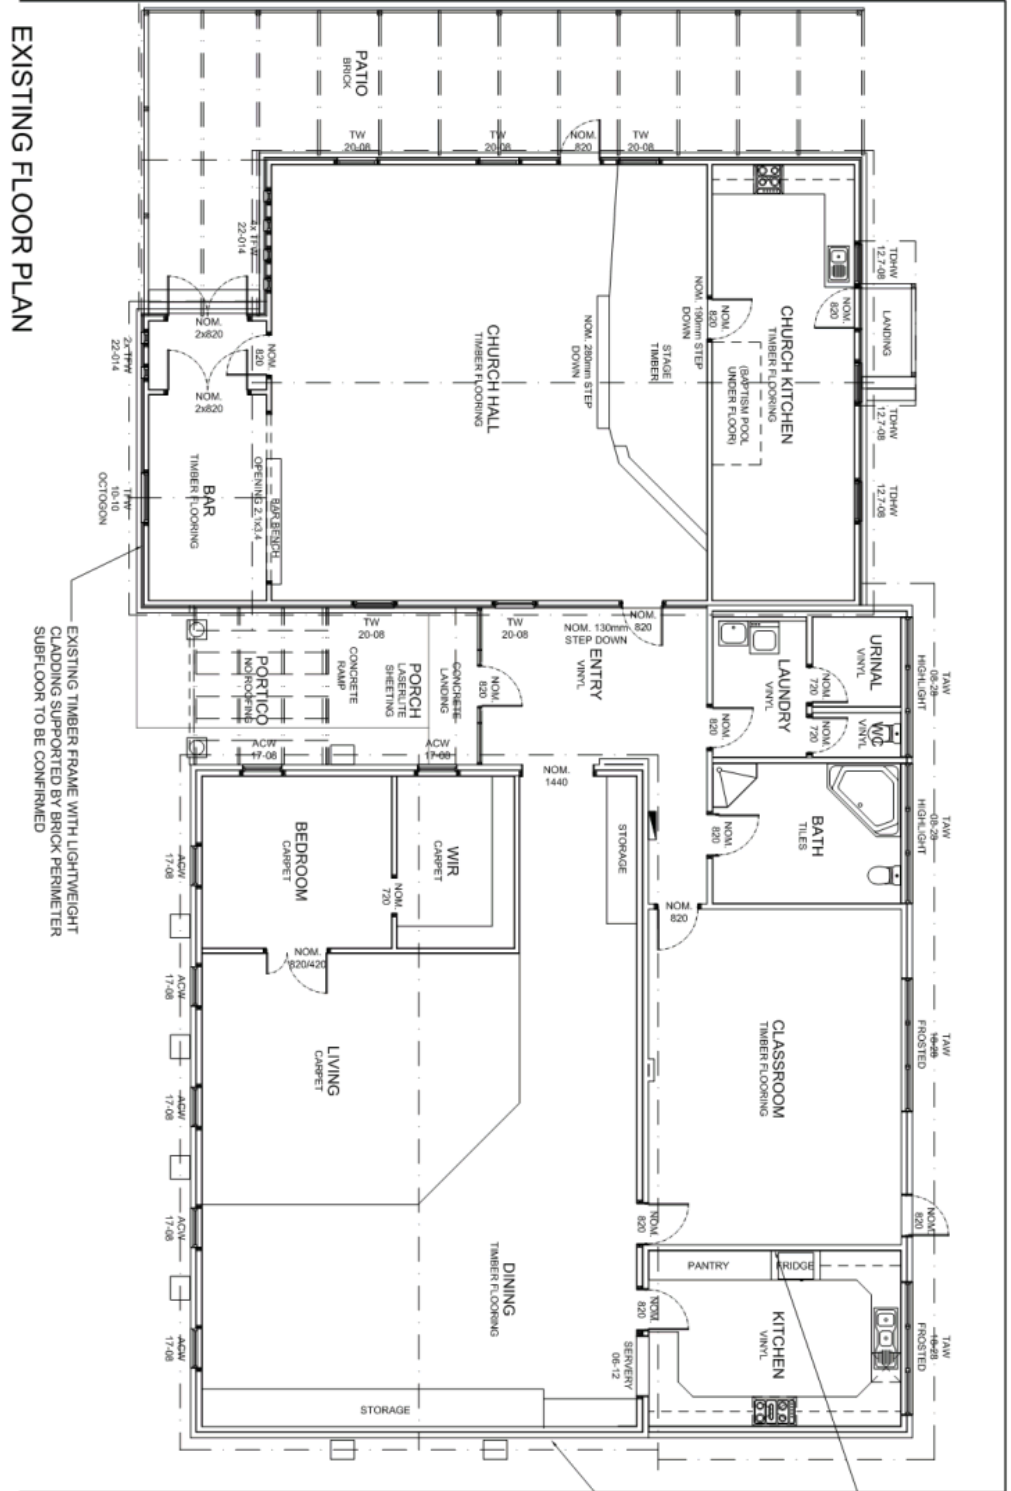 EXISTING FLOOR PLAN
PATIO
BRICK
TW
20-08
TW
20-08
NOM.
820
TW
20-08
4x TFW
22-014
NOM.
2x820
NOM.
820
2x TFW
22-014
NOM.
2x820
BAR
TIMBER FLOORING
TFW
10-10
OCTOGON
BAR BENCH
OPENING 2.1x3.4
CHURCH HALL
TIMBER FLOORING
NOM. 280mm STEP
DOWN
STAGE
TIMBER
NOM. 190mm STEP
DOWN
NOM.
820
CHURCH KITCHEN
TIMBER FLOORING
(BAPTISM POOL
UNDER FLOOR)
NOM.
820
LANDING
TDHW
12.7-08
TDHW
12.7-08
TDHW
12.7-08
EXISTING TIMBER FRAME WITH LIGHTWEIGHT
CLADDING SUPPORTED BY BRICK PERIMETER
SUBFLOOR TO BE CONFIRMED
PORTICO
NO ROOFING
CONCRETE
RAMP
PORCH
LASERLITE
SHEETING
CONCRETE
LANDING
TW
20-08
TW
20-08
NOM. 130mm
STEP DOWN
NOM.
820
ENTRY
VINYL
NOM.
820
ACW
17-08
ACW
17-08
NOM.
1440
LAUNDRY
VINYL
NOM.
820
URINAL
VINYL
NOM.
720
WC
VINYL
NOM.
720
TAW
08-28
HIGHLIGHT
BATH
TILES
NOM.
820
TAW
08-28
HIGHLIGHT
BEDROOM
CARPET
WIR
CARPET
NOM.
720
NOM.
820/420
STORAGE
NOM.
820
CLASSROOM
TIMBER FLOORING
TAW
18-28
FROSTED
NOM.
820
NOM.
820
LIVING
CARPET
DINING
TIMBER FLOORING
ACW
17-08
ACW
17-08
ACW
17-08
ACW
17-08
ACW
17-08
STORAGE
SERVERY
06-12
NOM.
820
PANTRY
FRIDGE
KITCHEN
VINYL
TAW
18-28
FROSTED